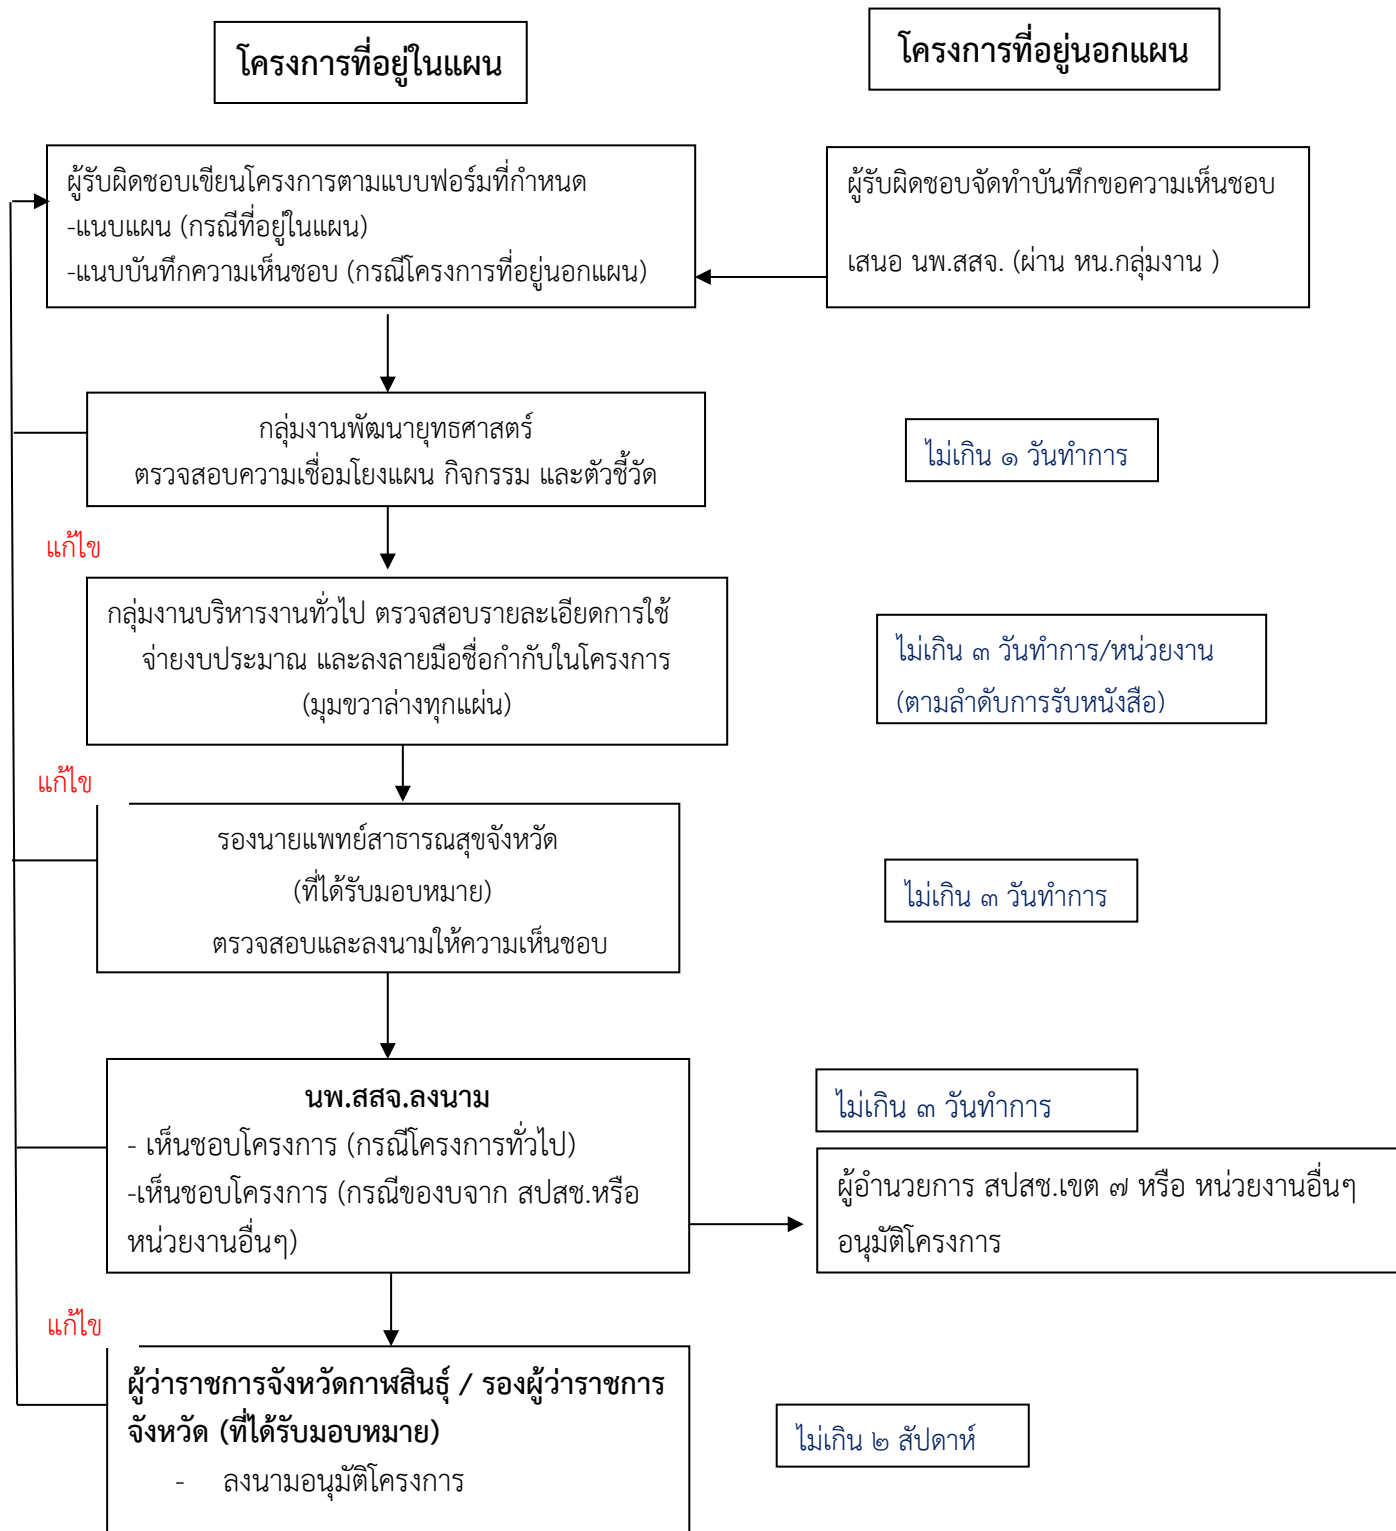 โครงการที่อยู่ในแผน
โครงการที่อยู่นอกแผน
ผู้รับผิดชอบเขียนโครงการตามแบบฟอร์มที่กำหนด
-แนบแผน (กรณีที่อยู่ในแผน)
-แนบบันทึกความเห็นชอบ (กรณีโครงการที่อยู่นอกแผน)
ผู้รับผิดชอบจัดทำบันทึกขอความเห็นชอบ
เสนอ นพ.สสจ. (ผ่าน หน.กลุ่มงาน )
กลุ่มงานพัฒนายุทธศาสตร์
ตรวจสอบความเชื่อมโยงแผน กิจกรรม และตัวชี้วัด
ไม่เกิน ๑ วันทำการ
แก้ไข
กลุ่มงานบริหารงานทั่วไป ตรวจสอบรายละเอียดการใช้
จ่ายงบประมาณ และลงลายมือชื่อกำกับในโครงการ
(มุมขวาล่างทุกแผ่น)
ไม่เกิน ๓ วันทำการ/หน่วยงาน
(ตามลำดับการรับหนังสือ)
แก้ไข
รองนายแพทย์สาธารณสุขจังหวัด
(ที่ได้รับมอบหมาย)
ตรวจสอบและลงนามให้ความเห็นชอบ
ไม่เกิน ๓ วันทำการ
นพ.สสจ.ลงนาม
- เห็นชอบโครงการ (กรณีโครงการทั่วไป)
-เห็นชอบโครงการ (กรณีของบจาก สปสช.หรือ
หน่วยงานอื่นๆ)
ไม่เกิน ๓ วันทำการ
ผู้อำนวยการ สปสช.เขต ๗ หรือ หน่วยงานอื่นๆ
อนุมัติโครงการ
แก้ไข
ผู้ว่าราชการจังหวัดกาฬสินธุ์ / รองผู้ว่าราชการ
จังหวัด (ที่ได้รับมอบหมาย)
- ลงนามอนุมัติโครงการ
ไม่เกิน ๒ สัปดาห์